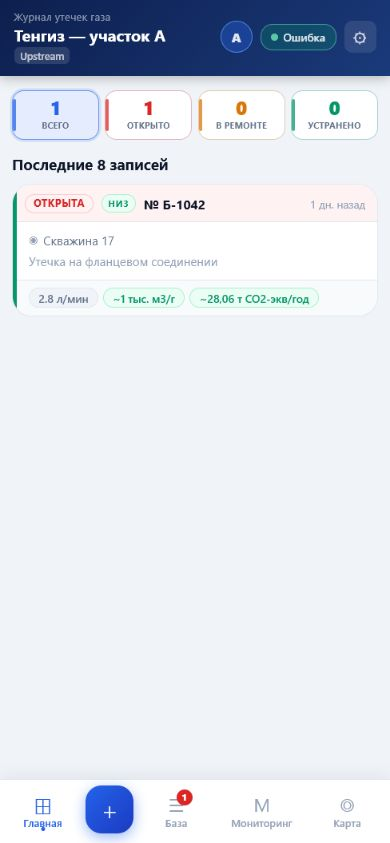 Журнал утечек газа
Тенгиз — участок А
Upstream
А
Ошибка
1
ВСЕГО
1
ОТКРЫТО
0
В РЕМОНТЕ
0
УСТРАНЕНО
Последние 8 записей
ОТКРЫТА НИЗ № Б-1042 1 дн. назад
Скважина 17
Утечка на фланцевом соединении
2.8 л/мин ~1 тыс. м3/г ~28,06 т CO2-экв/год
Главная
+
1
База
М
Мониторинг
Карта